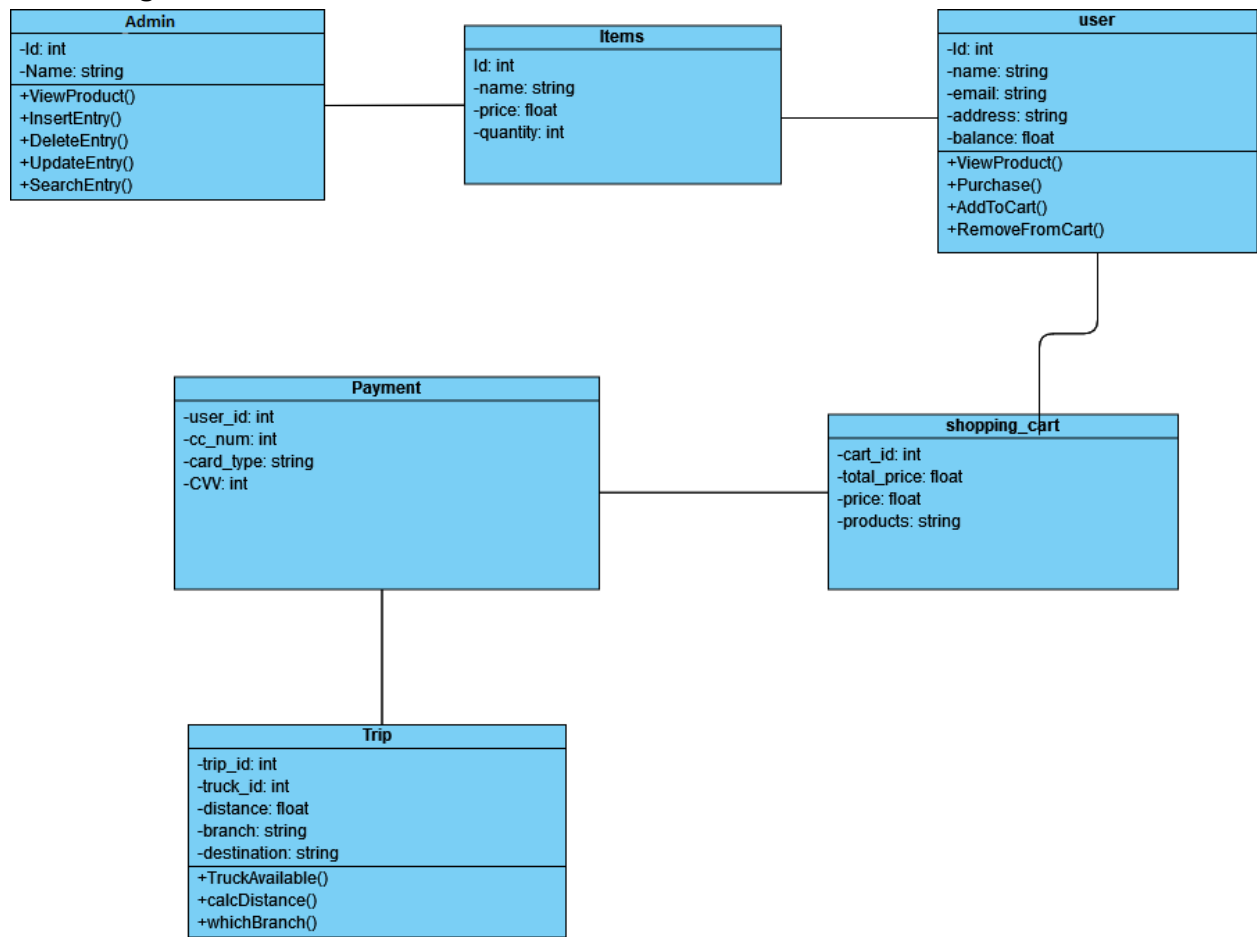 Admin
-Id: int
-Name: string
+ViewProduct()
+InsertEntry()
+DeleteEntry()
+UpdateEntry()
+SearchEntry()
Items
Id: int
-name: string
-price: float
-quantity: int
user
-Id: int
-name: string
-email: string
-address: string
-balance: float
+ViewProduct()
+Purchase()
+AddToCart()
+RemoveFromCart()
Payment
-user_id: int
-cc_num: int
-card_type: string
-CVV: int
shopping_cart
-cart_id: int
-total_price: float
-price: float
-products: string
Trip
-trip_id: int
-truck_id: int
-distance: float
-branch: string
-destination: string
+TruckAvailable()
+calcDistance()
+whichBranch()